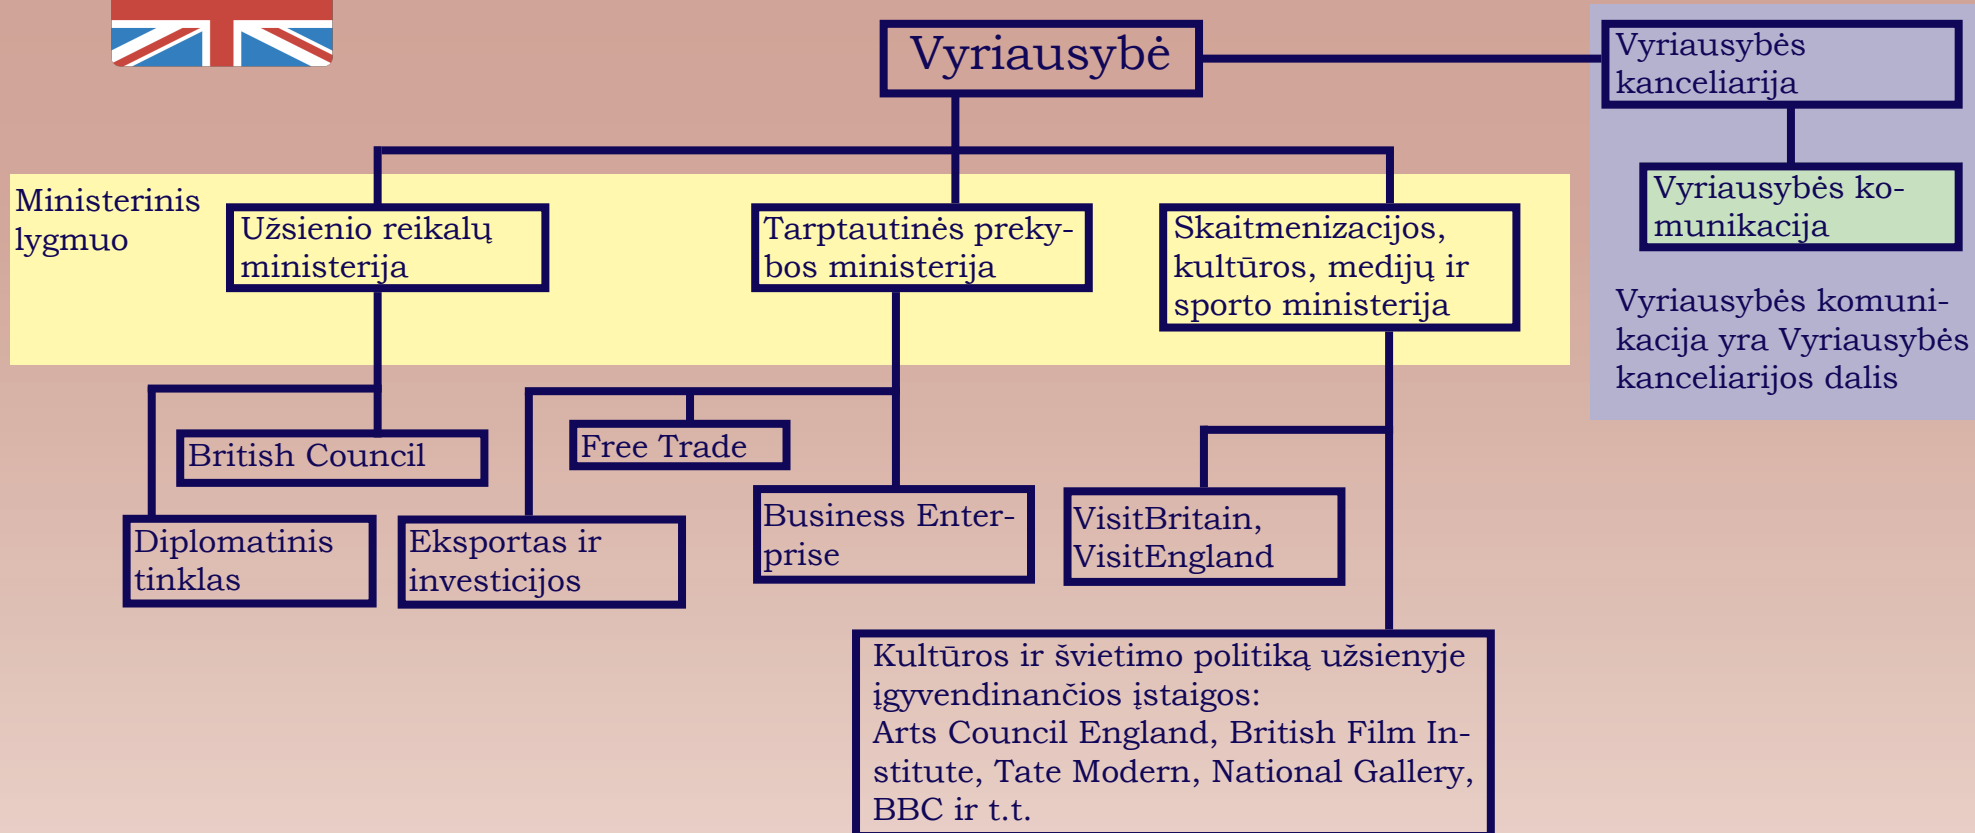 Vyriausybė
Vyriausybės
kanceliarija
Vyriausybės ko-
munikacija
Vyriausybės komuni-
kacija yra Vyriausybės
kanceliarijos dalis
Ministerinis
lygmuo
Užsienio reikalų
ministerija
Tarptautinės preky-
bos ministerija
Skaitmenizacijos,
kultūros, medijų ir
sporto ministerija
British Council
Diplomatinis
tinklas
Free Trade
Eksportas ir
investicijos
Business Enter-
prise
VisitBritain,
VisitEngland
Kultūros ir švietimo politiką užsienyje
įgyvendinančios įstaigos:
Arts Council England, British Film In-
stitute, Tate Modern, National Gallery,
BBC ir t.t.